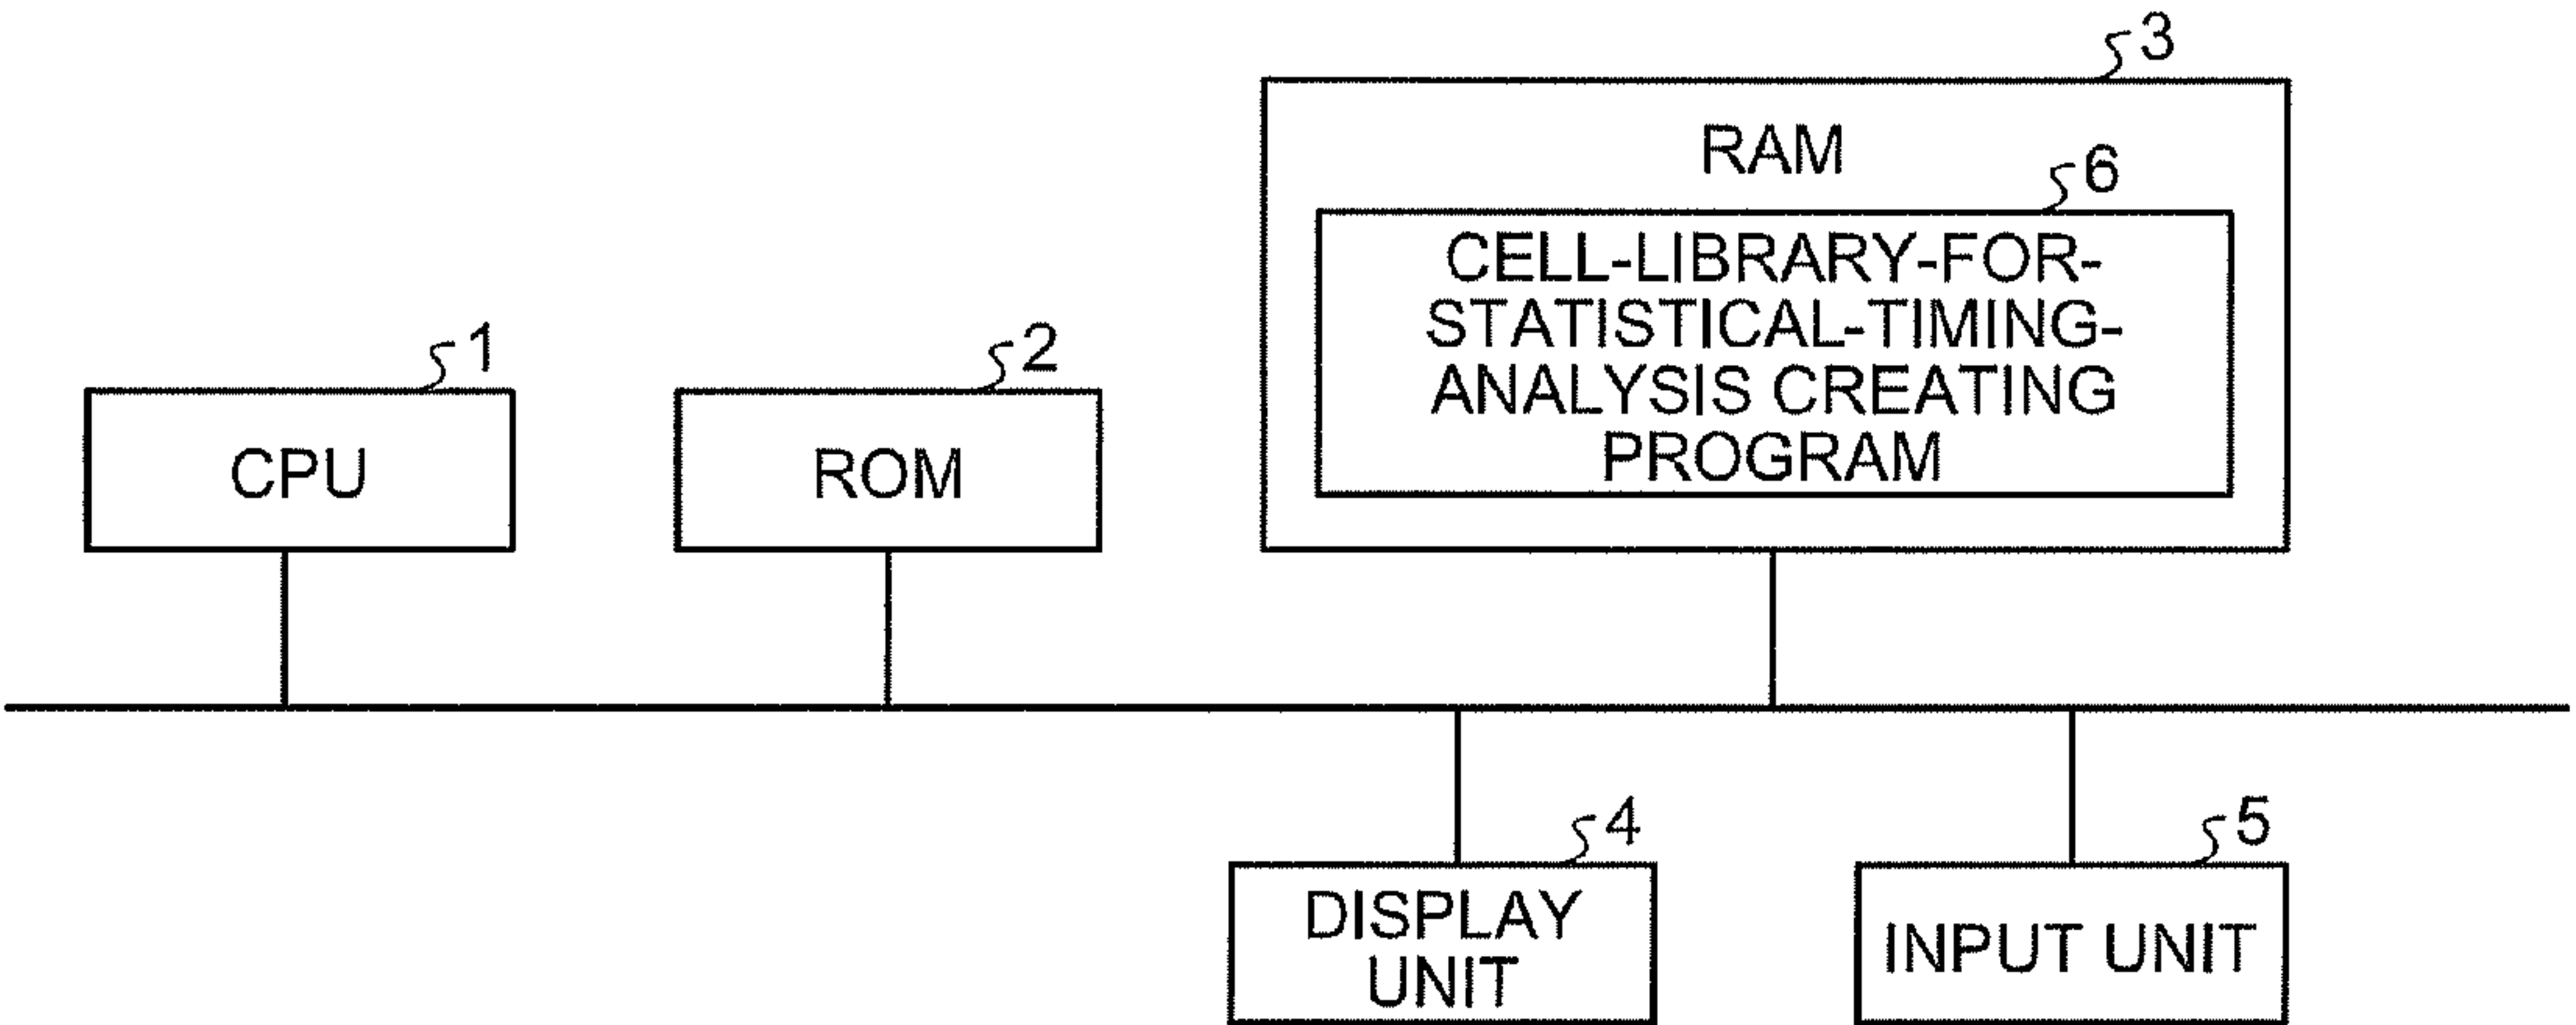 3
RAM
6
CELL-LIBRARY-FOR-
STATISTICAL-TIMING-
ANALYSIS CREATING
PROGRAM
1
CPU
2
ROM
4
DISPLAY
UNIT
5
INPUT UNIT